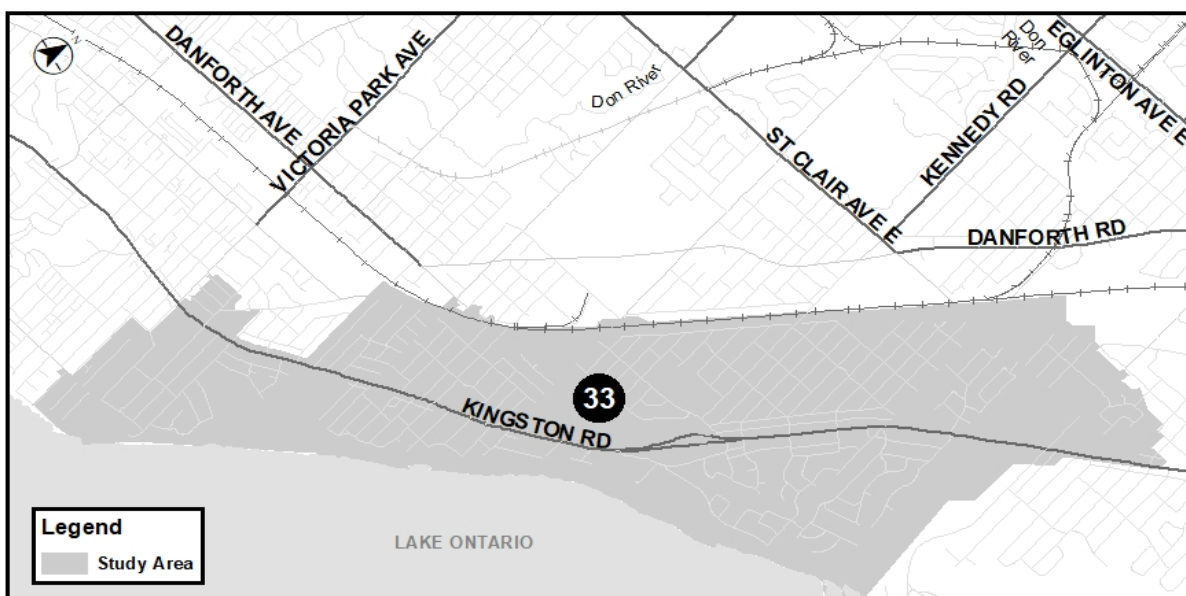 N
DANFORTH AVE
VICTORIA PARK AVE
Don River
ST CLAIR AVE E
KENNEDY RD
Don
River
EGLINTON AVE E
DANFORTH RD
33
KINGSTON RD
LAKE ONTARIO
Legend
Study Area